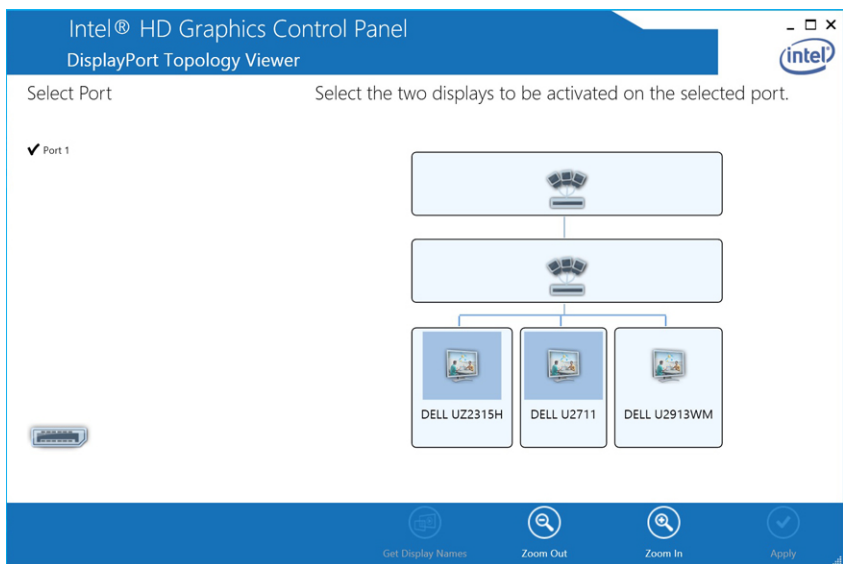 Intel® HD Graphics Control Panel
DisplayPort Topology Viewer
intel
Select Port
Select the two displays to be activated on the selected port.
Port 1
DELL UZ2315H
DELL U2711
DELL U2913WM
Get Display Names
Zoom Out
Zoom In
Apply